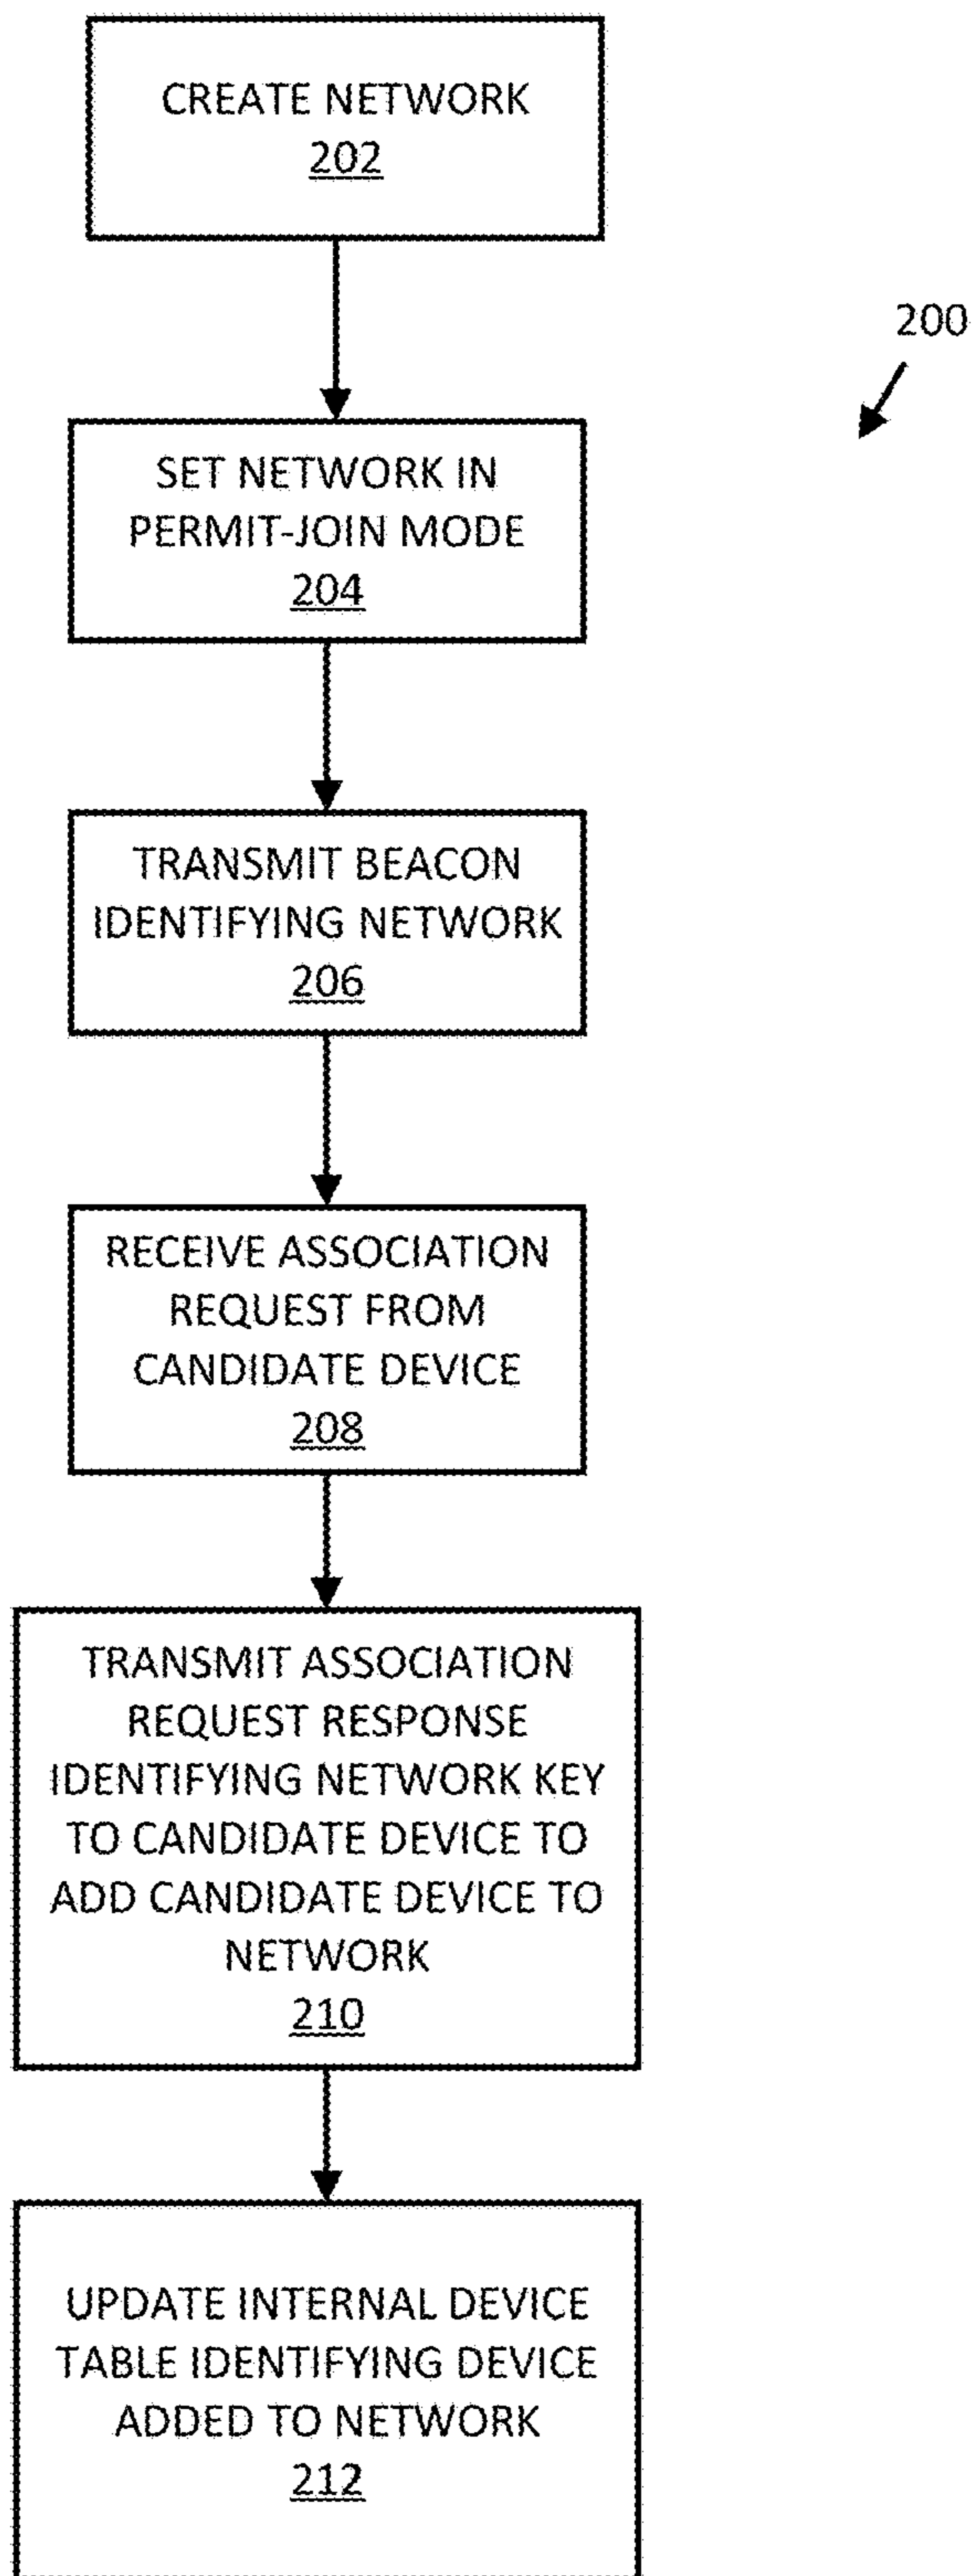 CREATE NETWORK
202
200
SET NETWORK IN
PERMIT-JOIN MODE
204
TRANSMIT BEACON
IDENTIFYING NETWORK
206
RECEIVE ASSOCIATION
REQUEST FROM
CANDIDATE DEVICE
208
TRANSMIT ASSOCIATION
REQUEST RESPONSE
IDENTIFYING NETWORK KEY
TO CANDIDATE DEVICE TO
ADD CANDIDATE DEVICE TO
NETWORK
210
UPDATE INTERNAL DEVICE
TABLE IDENTIFYING DEVICE
ADDED TO NETWORK
212